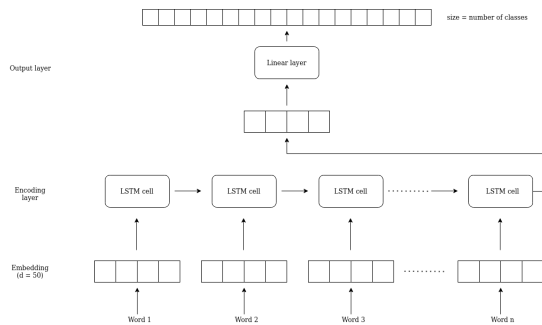 size = number of classes
Output layer
Linear layer
Encoding
layer
LSTM cell
LSTM cell
LSTM cell
LSTM cell
Embedding
(d = 50)
Word 1
Word 2
Word 3
Word n